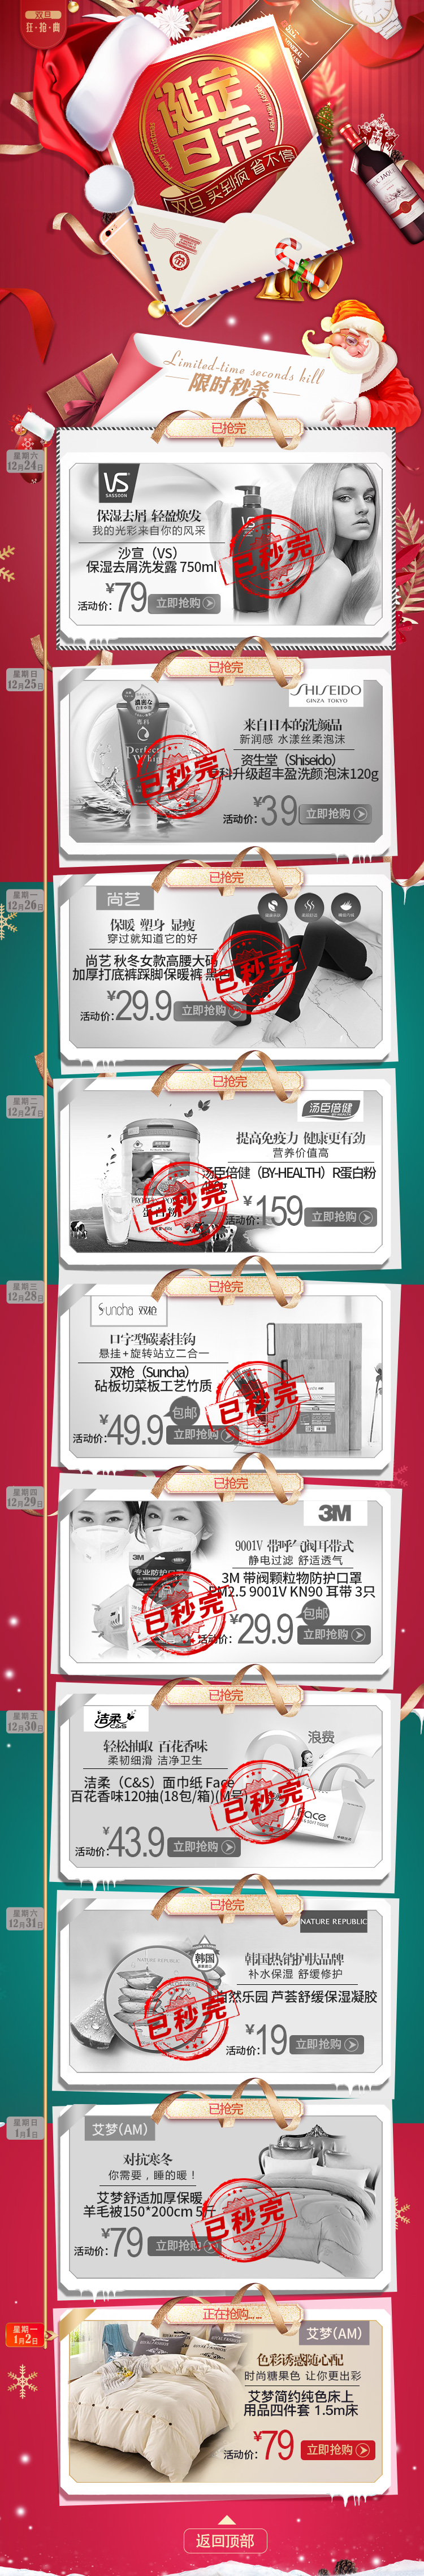 双旦
狂·抢·购
诞定
旦定
Merry Christmas
happy new year
双旦 买到疯 省不停
Limited-time seconds kill
限时秒杀
已抢完
星期六
12月24日
VS
SASSOON
保湿去屑 轻盈焕发
我的光彩来自你的风采
沙宣（VS）
保湿去屑洗发露 750ml
活动价: ¥79 立即抢购
已秒完
已抢完
星期日
12月25日
SHISEIDO
GINZA TOKYO
来自日本的洗颜品
新润感 水漾丝柔泡沫
资生堂（Shiseido）
科升级超丰盈洗颜泡沫120g
活动价: ¥39 立即抢购
Perfect
已秒完
已抢完
星期一
12月26日
尚艺
保暖 塑身 显瘦
穿过就知道它的好
尚艺 秋冬女款高腰大码
加厚打底裤踩脚保暖裤 黑色
活动价: ¥29.9 立即抢购
已秒完
已抢完
星期二
12月27日
汤臣倍健
提高免疫力 健康更有劲
营养价值高
汤臣倍健（BY-HEALTH）R蛋白粉
活动价: ¥159 立即抢购
已秒完
已抢完
星期三
12月28日
Suncha 双枪
口字型碳素挂钩
悬挂+旋转站立二合一
双枪（Suncha）
砧板切菜板工艺竹质
包邮
活动价: ¥49.9 立即抢购
已秒完
已抢完
星期四
12月29日
3M
9001V 带呼气阀耳带式
静电过滤 舒适透气
3M 带阀颗粒物防护口罩
PM2.5 9001V KN90 耳带 3只
包邮
活动价: ¥29.9 立即抢购
3M
专业防护
已秒完
已抢完
星期五
12月30日
洁柔
C&S
轻松抽取 百花香味
柔韧细滑 洁净卫生
洁柔（C&S）面巾纸 Face
百花香味120抽(18包/箱)(M号)
活动价: ¥43.9 立即抢购
浪费
Face
已秒完
已抢完
星期六
12月31日
NATURE REPUBLIC
韩国
韩国热销护肤品牌
补水保湿 舒缓修护
自然乐园 芦荟舒缓保湿凝胶
活动价: ¥19 立即抢购
NATURE REPUBLIC
已秒完
已抢完
星期日
1月1日
艾梦(AM)
对抗寒冬
你需要，睡的暖！
艾梦舒适加厚保暖
羊毛被150*200cm 5斤
活动价: ¥79 立即抢购
已秒完
正在抢购......
星期一
1月2日
艾梦(AM)
色彩诱惑随心配
时尚糖果色 让你更出彩
艾梦简约纯色床上
用品四件套 1.5m床
活动价: ¥79 立即抢购
返回顶部